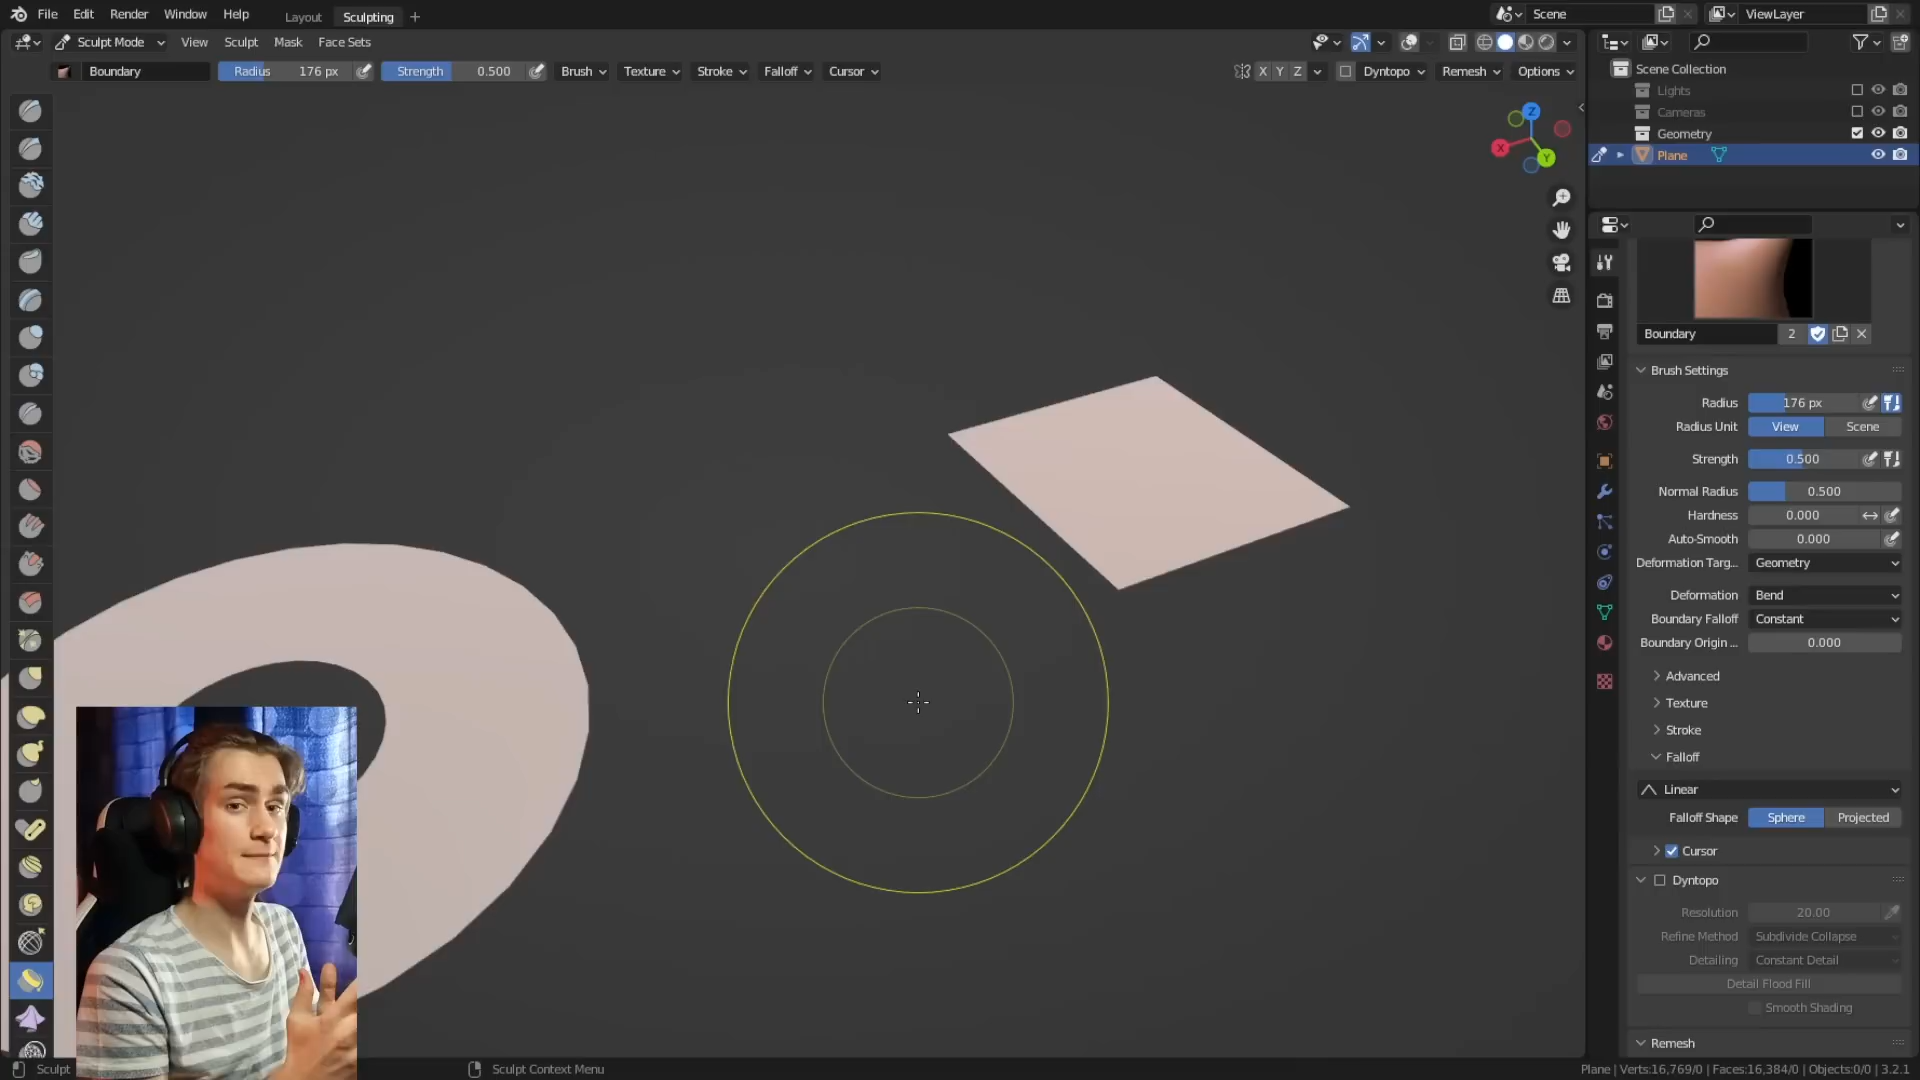 File Edit Render Window Help Layout Sculpting + Scene ViewLayer
Sculpt Mode View Sculpt Mask Face Sets
Boundary Radius 176 px Strength 0.500 Brush Texture Stroke Falloff Cursor X Y Z Dyntopo Remesh Options
Z
X
Y
Scene Collection
Lights
Cameras
Geometry
Plane
Boundary 2
Brush Settings
Radius 176 px
Radius Unit View Scene
Strength 0.500
Normal Radius 0.500
Hardness 0.000
Auto-Smooth 0.000
Deformation Targ... Geometry
Deformation Bend
Boundary Falloff Constant
Boundary Origin ... 0.000
Advanced
Texture
Stroke
Falloff
Linear
Falloff Shape Sphere Projected
Cursor
Dyntopo
Resolution 20.00
Refine Method Subdivide Collapse
Detailing Constant Detail
Detail Flood Fill
Smooth Shading
Remesh
Sculpt Sculpt Context Menu Plane | Verts:16,769/0 | Faces:16,384/0 | Objects:0/0 | 3.2.1